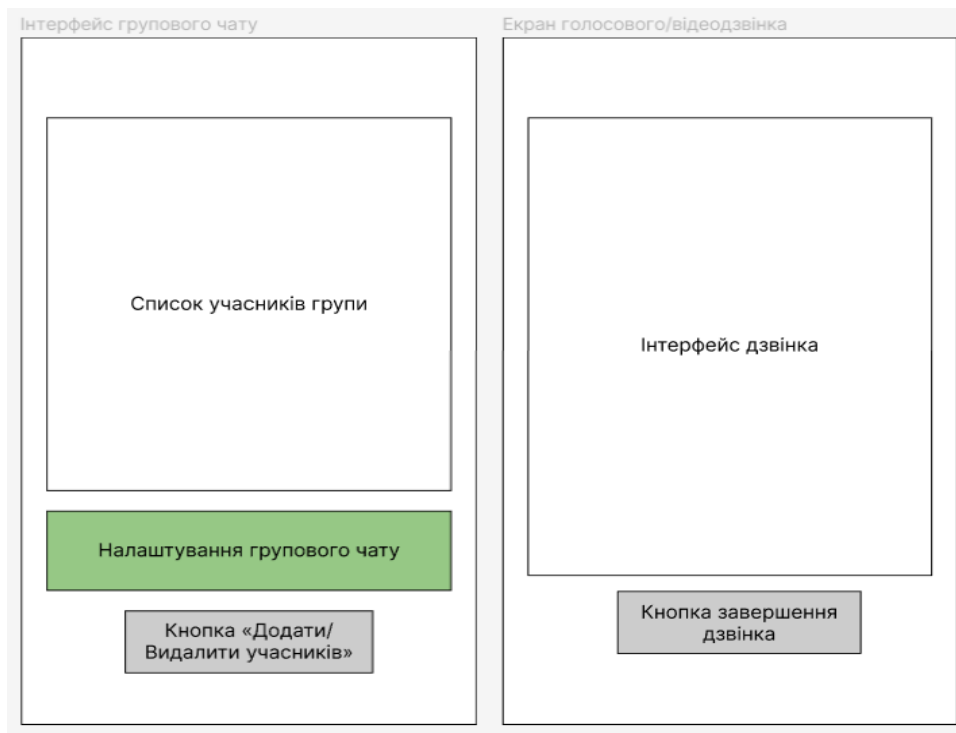 Інтерфейс групового чату
Екран голосового/відеодзвінка
Список учасників групи
Інтерфейс дзвінка
Налаштування групового чату
Кнопка «Додати/
Видалити учасників»
Кнопка завершення
дзвінка